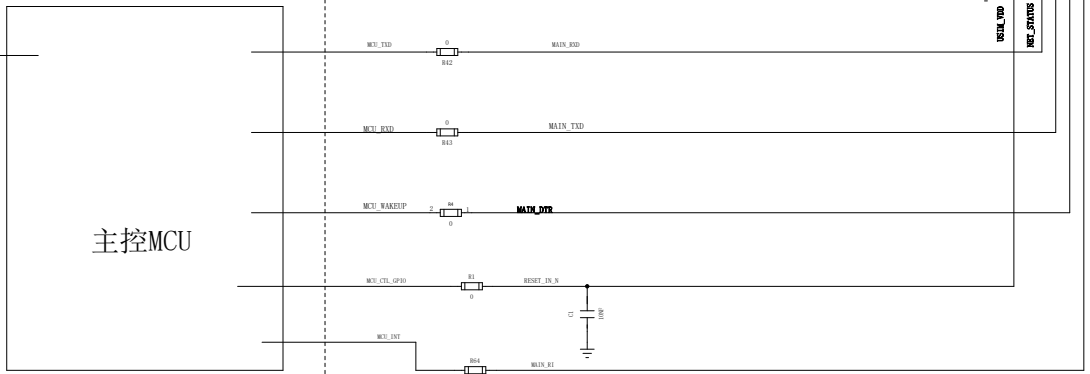 USIM_VDD
NET_STATUS
MCU_TXD
0
R42
MAIN_RXD
MCU_RXD
0
R43
MAIN_TXD
MCU_WAKEUP
2
R4
1
0
MAIN_DTR
主控MCU
MCU_CTL_GPIO
R1
0
RESET_IN_N
C1
10NF
MCU_INT
R64
MAIN_RI